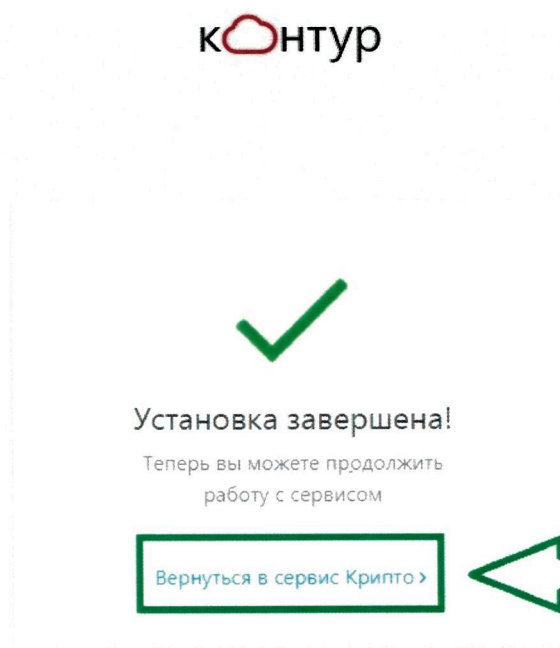 контур
Установка завершена!
Теперь вы можете продолжить
работу с сервисом
Вернуться в сервис Крипто ›